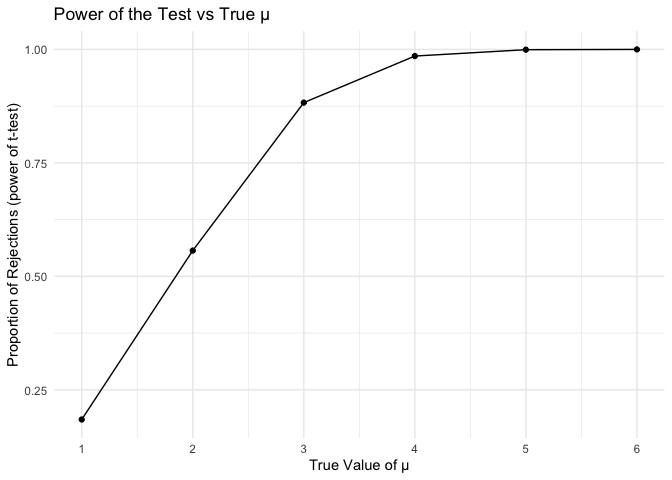 Power of the Test vs True μ
Proportion of Rejections (power of t-test)
1.00
0.75
0.50
0.25
1 2 3 4 5 6
True Value of μ